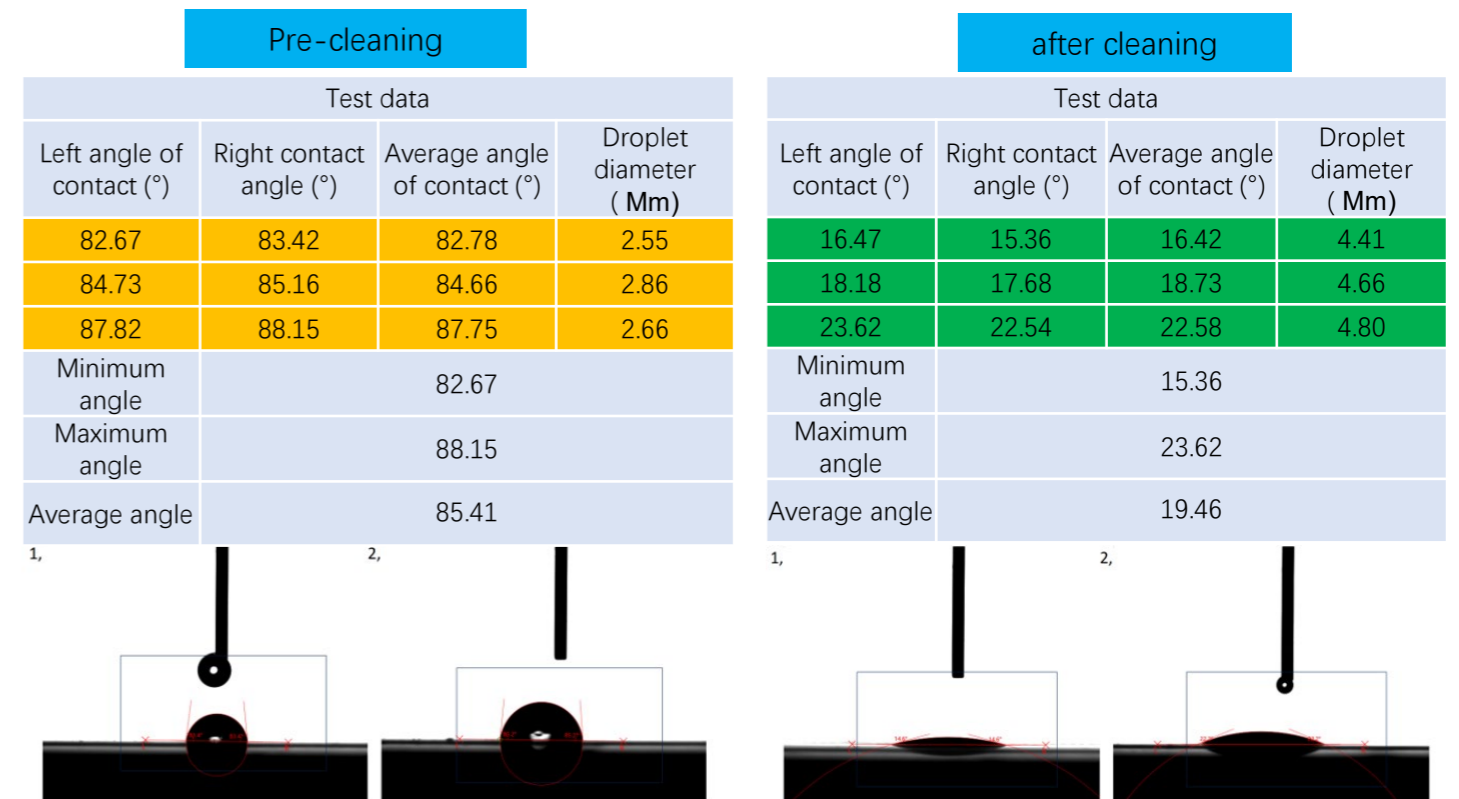 Pre-cleaning
Test data
Left angle of contact (°) Right contact angle (°) Average angle of contact (°) Droplet diameter ( Mm)
82.67 83.42 82.78 2.55
84.73 85.16 84.66 2.86
87.82 88.15 87.75 2.66
Minimum angle 82.67
Maximum angle 88.15
Average angle 85.41
1,
2,
after cleaning
Test data
Left angle of contact (°) Right contact angle (°) Average angle of contact (°) Droplet diameter ( Mm)
16.47 15.36 16.42 4.41
18.18 17.68 18.73 4.66
23.62 22.54 22.58 4.80
Minimum angle 15.36
Maximum angle 23.62
Average angle 19.46
1,
2,